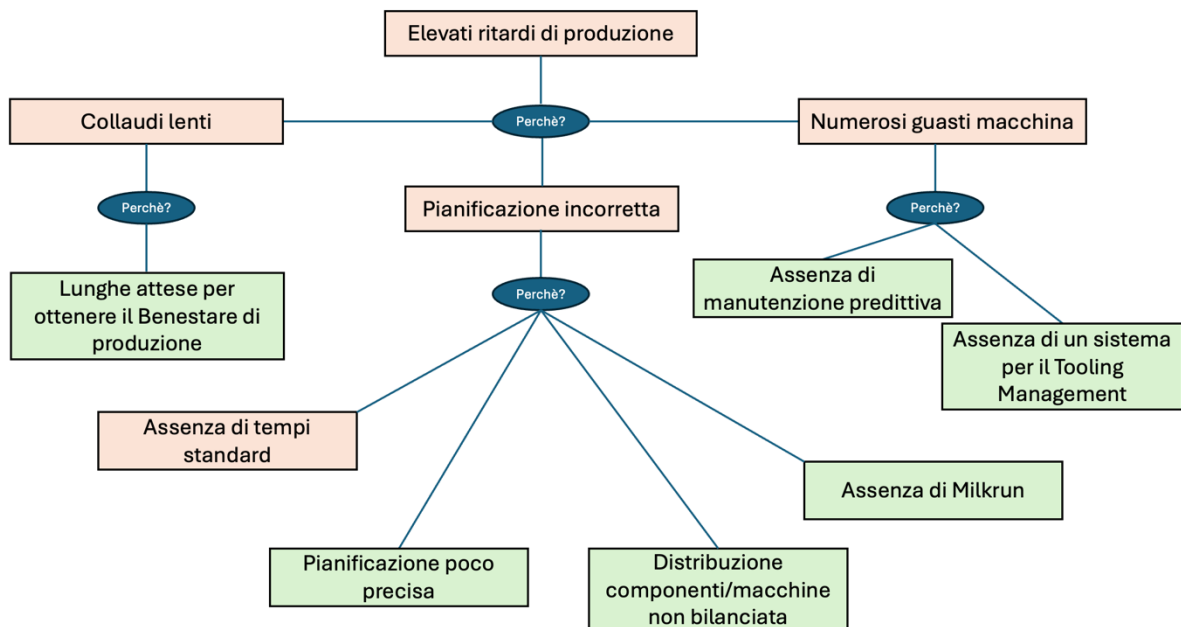 Elevati ritardi di produzione
Collaudi lenti
Perchè?
Numerosi guasti macchina
Perchè?
Pianificazione incorretta
Perchè?
Lunghe attese per
ottenere il Benestare di
produzione
Perchè?
Assenza di
manutenzione predittiva
Assenza di un sistema
per il Tooling
Management
Assenza di tempi
standard
Assenza di Milkrun
Pianificazione poco
precisa
Distribuzione
componenti/macchine
non bilanciata